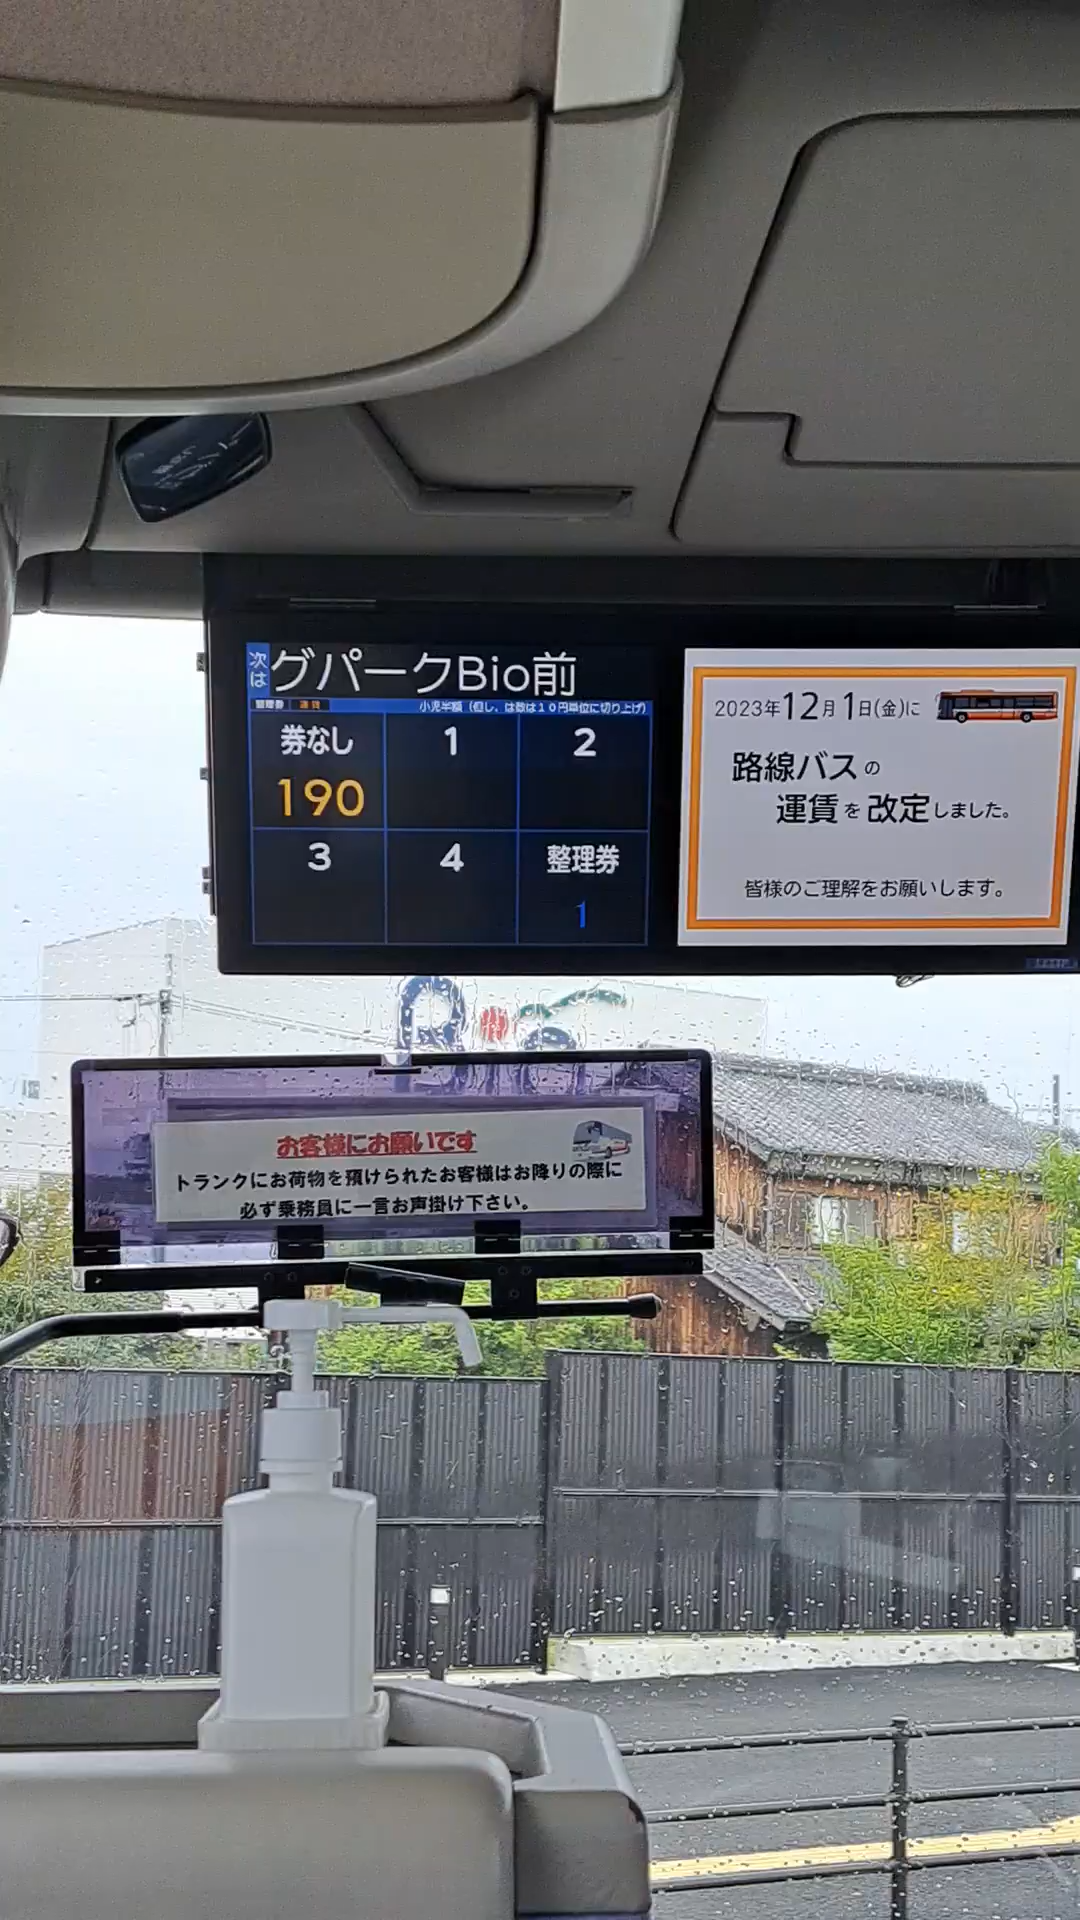 次は グパークBio前
整理券 運賃 小児半額(但し、は数は10円単位に切り上げ)
券なし 1 2
190
3 4 整理券
1
2023年12月1日(金)に
路線バスの
運賃を改定しました。
皆様のご理解をお願いします。
Bio
お客様にお願いです
トランクにお荷物を預けられたお客様はお降りの際に
必ず乗務員に一言お声掛け下さい。